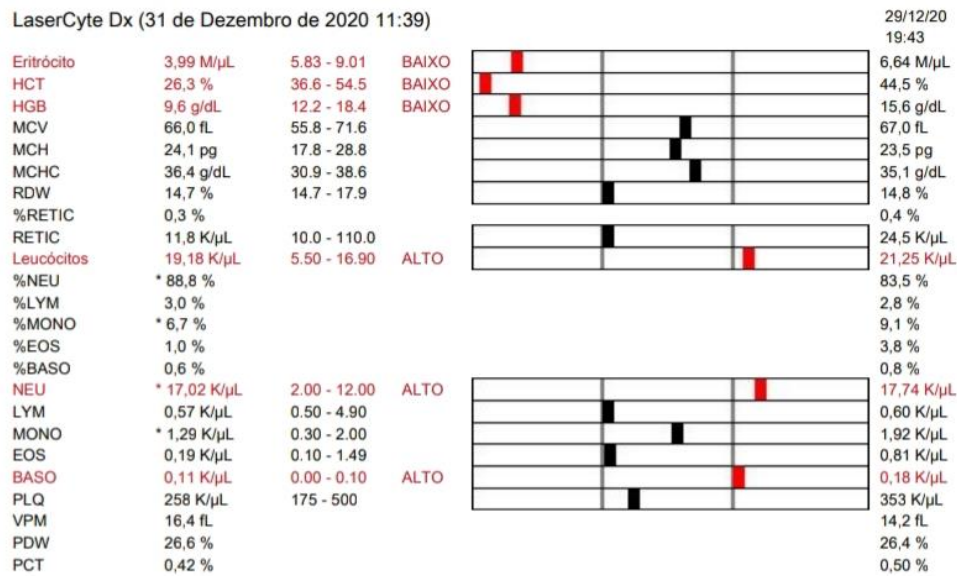 LaserCyte Dx (31 de Dezembro de 2020 11:39) 29/12/20
19:43
Eritrócito 3,99 M/µL 5.83 - 9.01 BAIXO 6,64 M/µL
HCT 26,3 % 36.6 - 54.5 BAIXO 44,5 %
HGB 9,6 g/dL 12.2 - 18.4 BAIXO 15,6 g/dL
MCV 66,0 fL 55.8 - 71.6 67,0 fL
MCH 24,1 pg 17.8 - 28.8 23,5 pg
MCHC 36,4 g/dL 30.9 - 38.6 35,1 g/dL
RDW 14,7 % 14.7 - 17.9 14,8 %
%RETIC 0,3 % 0,4 %
RETIC 11,8 K/µL 10.0 - 110.0 24,5 K/µL
Leucócitos 19,18 K/µL 5.50 - 16.90 ALTO 21,25 K/µL
%NEU * 88,8 % 83,5 %
%LYM 3,0 % 2,8 %
%MONO * 6,7 % 9,1 %
%EOS 1,0 % 3,8 %
%BASO 0,6 % 0,8 %
NEU * 17,02 K/µL 2.00 - 12.00 ALTO 17,74 K/µL
LYM 0,57 K/µL 0.50 - 4.90 0,60 K/µL
MONO * 1,29 K/µL 0.30 - 2.00 1,92 K/µL
EOS 0,19 K/µL 0.10 - 1.49 0,81 K/µL
BASO 0,11 K/µL 0.00 - 0.10 ALTO 0,18 K/µL
PLQ 258 K/µL 175 - 500 353 K/µL
VPM 16,4 fL 14,2 fL
PDW 26,6 % 26,4 %
PCT 0,42 % 0,50 %